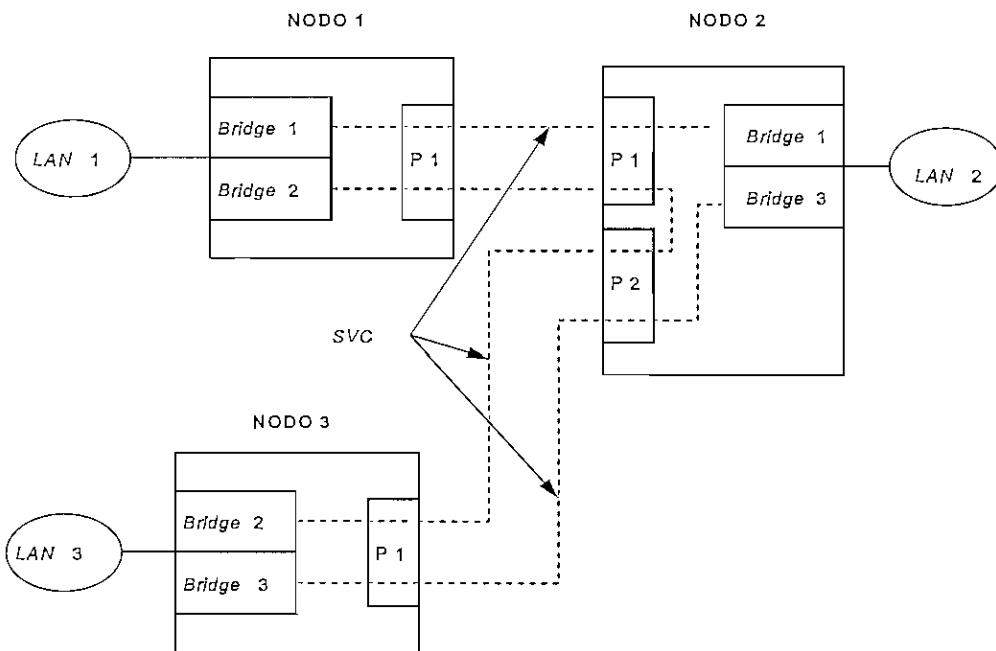 NODO 1
NODO 2
Bridge 1
Bridge 2
P 1
LAN 1
P 1
P 2
Bridge 1
Bridge 3
LAN 2
SVC
NODO 3
Bridge 2
Bridge 3
P 1
LAN 3